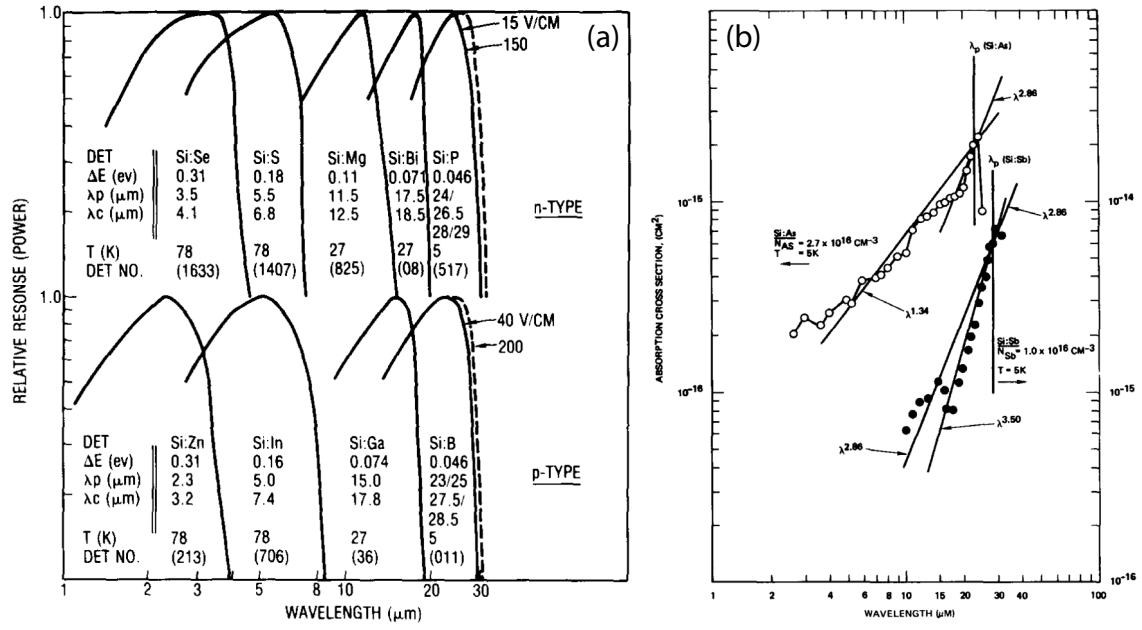 (a)
1.0
15 V/CM
150
DET Si:Se Si:S Si:Mg Si:Bi Si:P
ΔE (ev) 0.31 0.18 0.11 0.071 0.046
λp (μm) 3.5 5.5 11.5 17.5 24/
26.5
λc (μm) 4.1 6.8 12.5 18.5 28/29
n-TYPE
T (K) 78 78 27 27 5
DET NO. (1633) (1407) (825) (08) (517)
RELATIVE RESONSE (POWER)
1.0
40 V/CM
200
DET Si:Zn Si:In Si:Ga Si:B
ΔE (ev) 0.31 0.16 0.074 0.046
λp (μm) 2.3 5.0 15.0 23/25
λc (μm) 3.2 7.4 17.8 27.5/
28.5
p-TYPE
T (K) 78 78 27 5
DET NO. (213) (706) (36) (011)
1 2 3 4 5 10 20 30
WAVELENGTH (μm)
(b)
λp (Si:As)
λ2.86
λp (Si:Sb)
λ2.86
10-15
10-14
Si:As
NAS = 2.7 x 1016 CM-3
T = 5K
λ1.34
ABSORPTION CROSS SECTION, (CM2)
Si:Sb
NSb = 1.0 x 1016 CM-3
T = 5K
10-16
10-15
λ3.50
λ2.86
10-16
1 2 4 6 8 10 20 30 40 60 80 100
WAVELENGTH (μM)